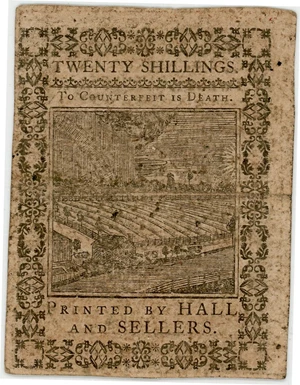 TWENTY SHILLINGS.
TO COUNTERFEIT IS DEATH.
PRINTED BY HALL
AND SELLERS.